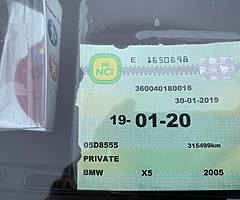 NCT
E 1650698
360040180016
30-01-2019
19- 01-20
05D8555 315499km
PRIVATE
BMW X5 2005